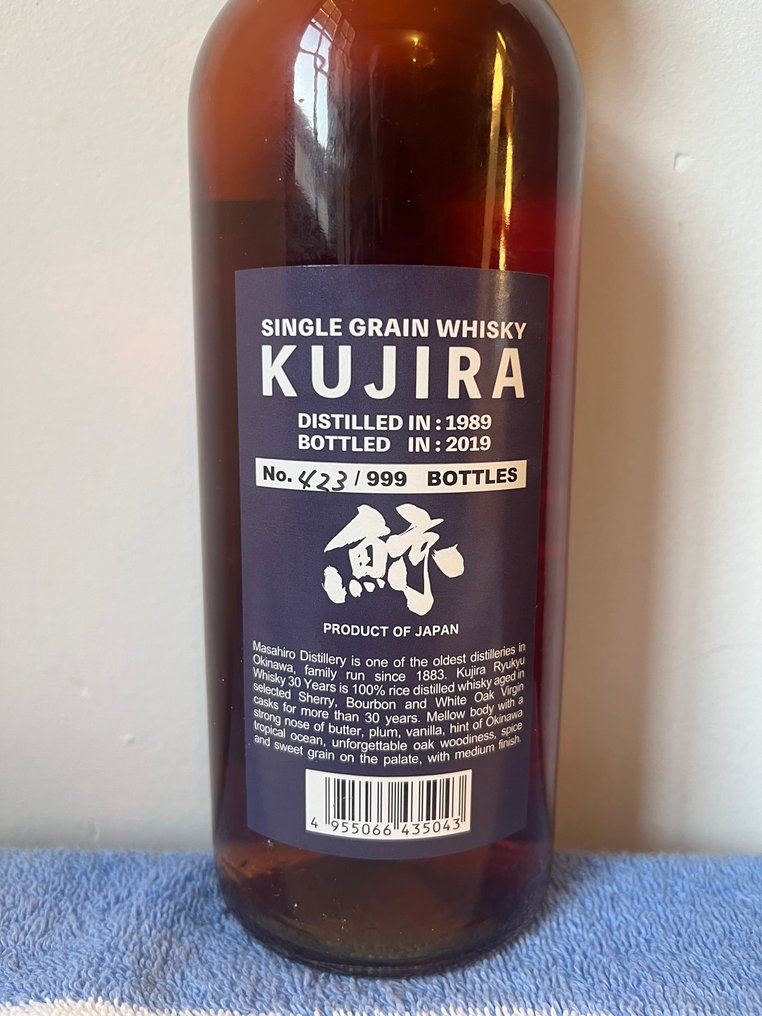 SINGLE GRAIN WHISKY
KUJIRA
DISTILLED IN : 1989
BOTTLED IN : 2019
No. 423 / 999 BOTTLES
鯨
PRODUCT OF JAPAN
Masahiro Distillery is one of the oldest distilleries in
Okinawa, family run since 1883. Kujira Ryukyu
Whisky 30 Years is 100% rice distilled whisky aged in
selected Sherry, Bourbon and White Oak Virgin
casks for more than 30 years. Mellow body with a
strong nose of butter, plum, vanilla, hint of Okinawa
tropical ocean, unforgettable oak woodiness, spice
and sweet grain on the palate, with medium finish.
4 955066 435043